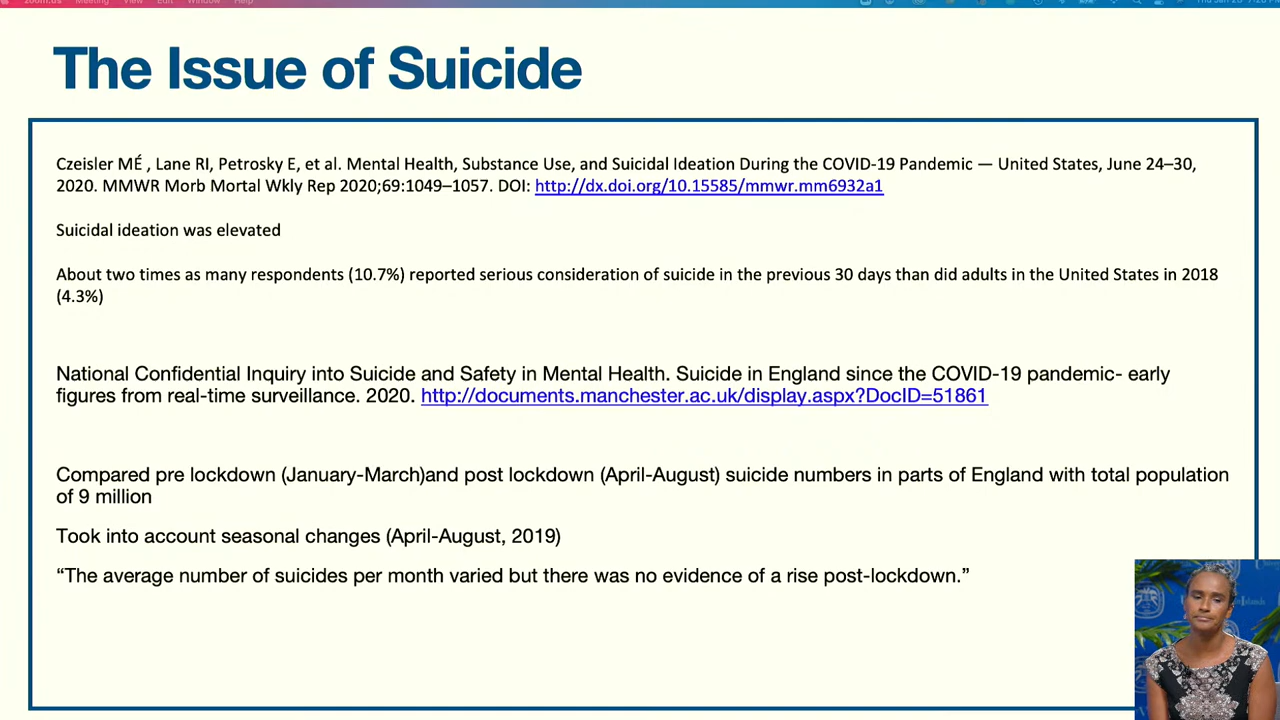 zoom.us Meeting View Edit Window Help
The Issue of Suicide
Czeisler MÉ , Lane RI, Petrosky E, et al. Mental Health, Substance Use, and Suicidal Ideation During the COVID-19 Pandemic — United States, June 24–30,
2020. MMWR Morb Mortal Wkly Rep 2020;69:1049–1057. DOI: http://dx.doi.org/10.15585/mmwr.mm6932a1
Suicidal ideation was elevated
About two times as many respondents (10.7%) reported serious consideration of suicide in the previous 30 days than did adults in the United States in 2018
(4.3%)
National Confidential Inquiry into Suicide and Safety in Mental Health. Suicide in England since the COVID-19 pandemic- early
figures from real-time surveillance. 2020. http://documents.manchester.ac.uk/display.aspx?DocID=51861
Compared pre lockdown (January-March)and post lockdown (April-August) suicide numbers in parts of England with total population
of 9 million
Took into account seasonal changes (April-August, 2019)
“The average number of suicides per month varied but there was no evidence of a rise post-lockdown.”